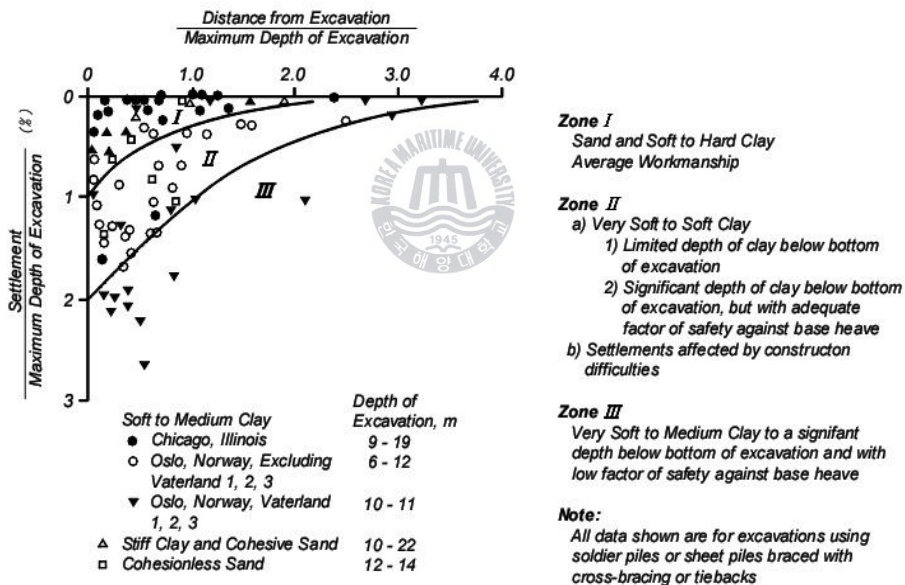 Distance from Excavation
Maximum Depth of Excavation
0 1.0 2.0 3.0 4.0
0
1
2
3
Settlement (%)
Maximum Depth of Excavation
I
II
III
Soft to Medium Clay
Depth of
Excavation, m
Chicago, Illinois 9 - 19
Oslo, Norway, Excluding 6 - 12
Vaterland 1, 2, 3
Oslo, Norway, Vaterland 10 - 11
1, 2, 3
Stiff Clay and Cohesive Sand 10 - 22
Cohesionless Sand 12 - 14
Zone I
Sand and Soft to Hard Clay
Average Workmanship
Zone II
a) Very Soft to Soft Clay
1) Limited depth of clay below bottom
of excavation
2) Significant depth of clay below bottom
of excavation, but with adequate
factor of safety against base heave
b) Settlements affected by constructon
difficulties
Zone III
Very Soft to Medium Clay to a signifant
depth below bottom of excavation and with
low factor of safety against base heave
Note:
All data shown are for excavations using
soldier piles or sheet piles braced with
cross-bracing or tiebacks
KOREA MARITIME UNIVERSITY
1945
한국해양대학교